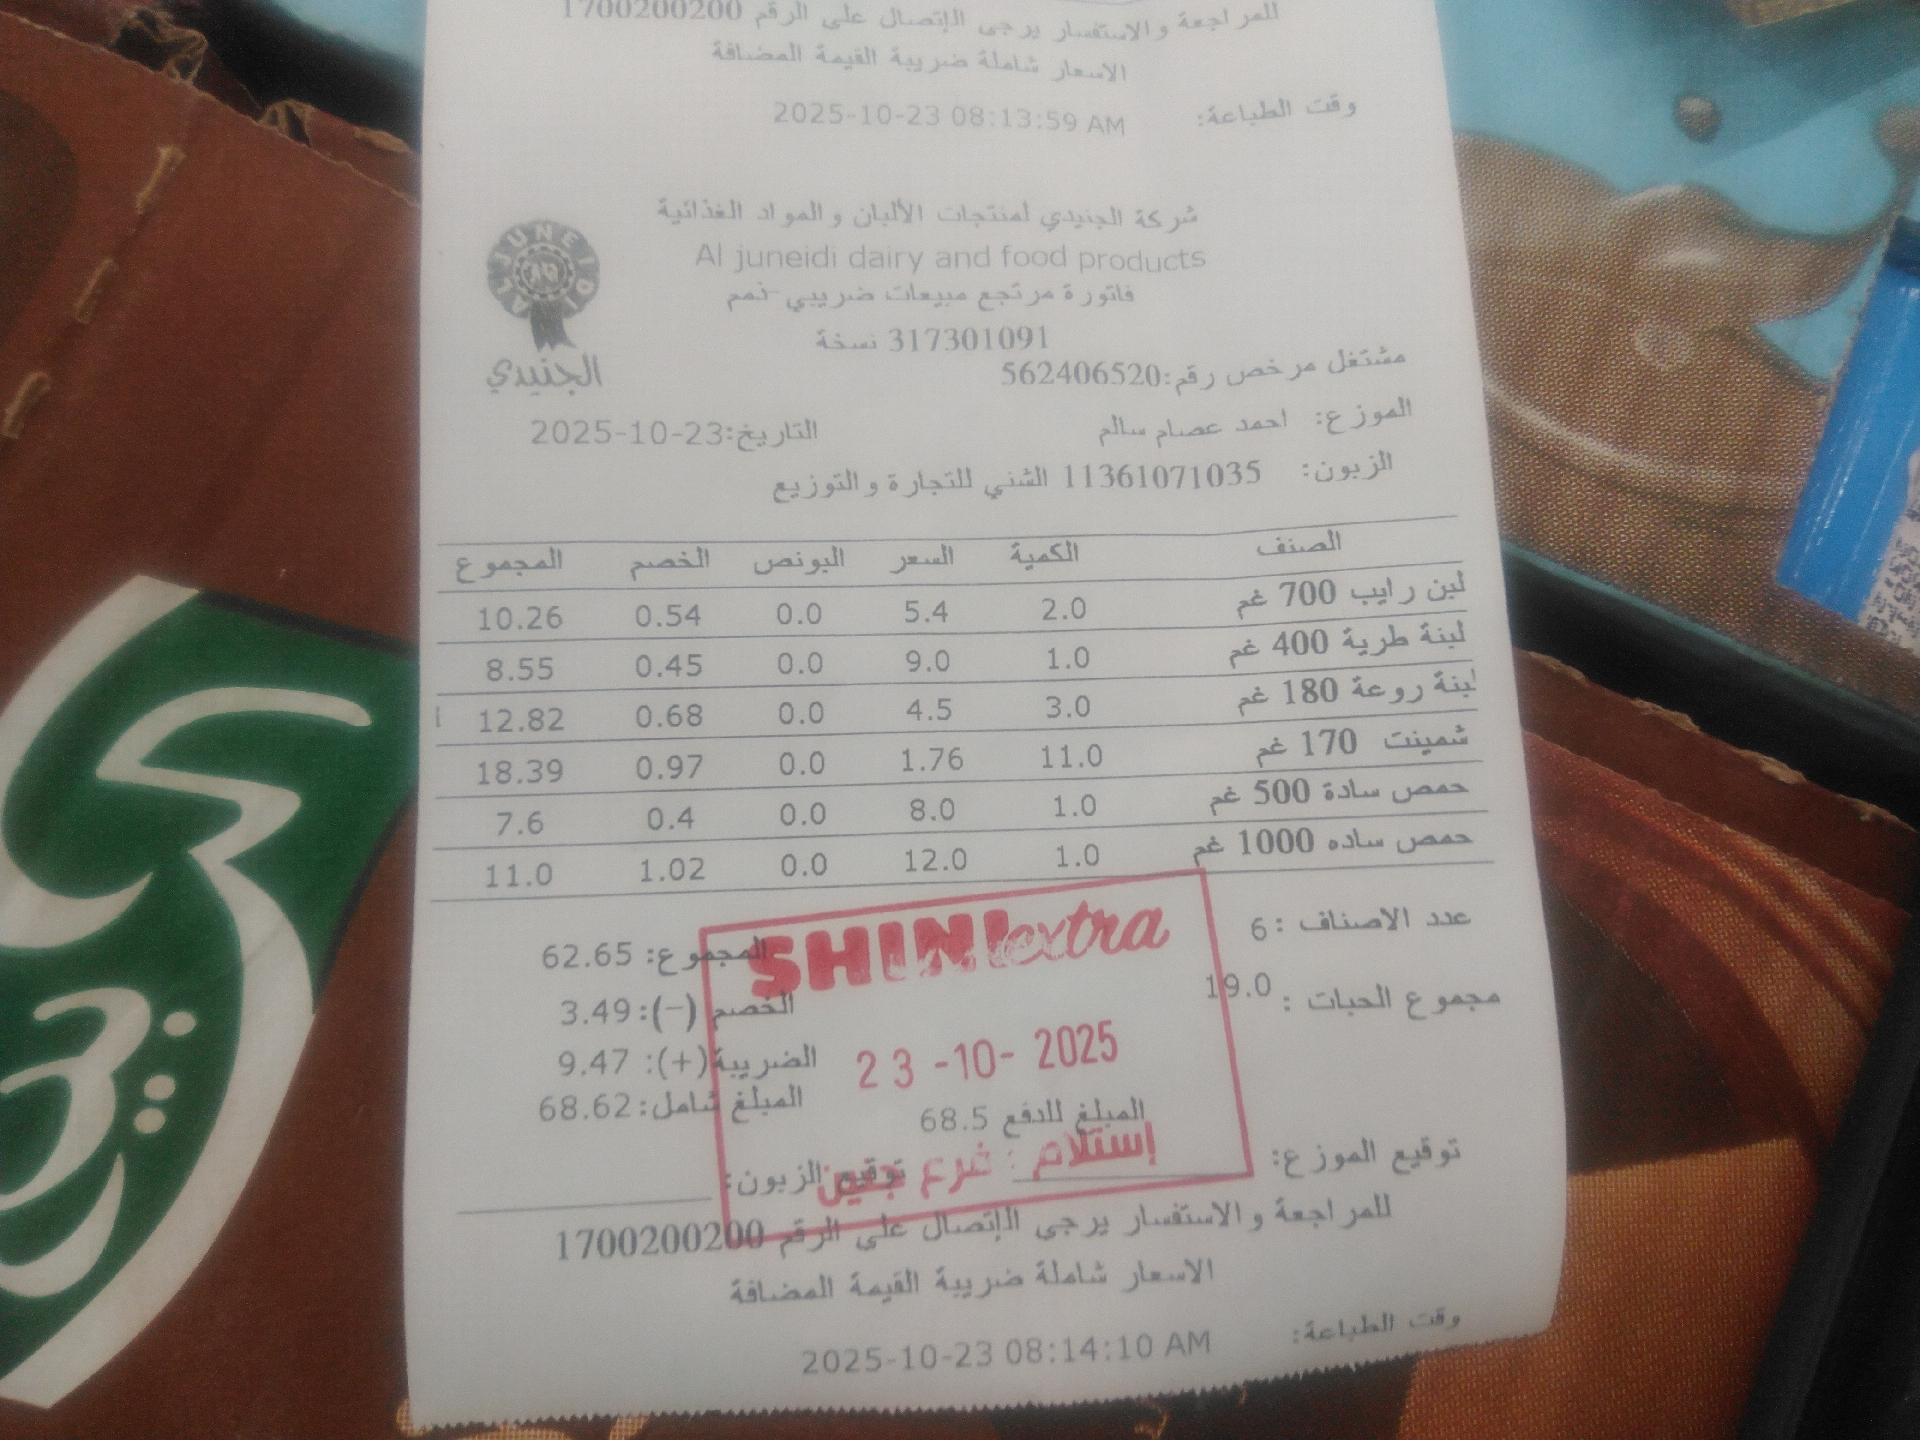 للمراجعة والاستفسار يرجى الإتصال على الرقم 1700200200
الاسعار شاملة ضريبة القيمة المضافة
وقت الطباعة: 2025-10-23 08:13:59 AM
شركة الجنيدي لمنتجات الألبان والمواد الغذائية
Al juneidi dairy and food products
AL JUNEIDI
الجنيدي
فاتورة مرتجع مبيعات ضريبي ذمم
317301091 نسخة
مشتغل مرخص رقم:562406520
الموزع: احمد عصام سالم التاريخ:2025-10-23
الزبون: 11361071035 الشني للتجارة والتوزيع
الصنف الكمية السعر البونص الخصم المجموع
لبن رايب 700 غم 2.0 5.4 0.0 0.54 10.26
لبنة طرية 400 غم 1.0 9.0 0.0 0.45 8.55
لبنة روعة 180 غم 3.0 4.5 0.0 0.68 12.82
شمينت 170 غم 11.0 1.76 0.0 0.97 18.39
حمص سادة 500 غم 1.0 8.0 0.0 0.4 7.6
حمص ساده 1000 غم 1.0 12.0 0.0 1.02 11.0
عدد الاصناف : 6 المجموع: 62.65
SHINI extra
مجموع الحبات : 19.0 الخصم (-): 3.49
الضريبة(+): 9.47
23 -10- 2025
المبلغ شامل: 68.62
المبلغ للدفع 68.5
إستلام : فرع جنين
توقيع الموزع: توقيع الزبون:
للمراجعة والاستفسار يرجى الإتصال على الرقم 1700200200
الاسعار شاملة ضريبة القيمة المضافة
وقت الطباعة: 2025-10-23 08:14:10 AM